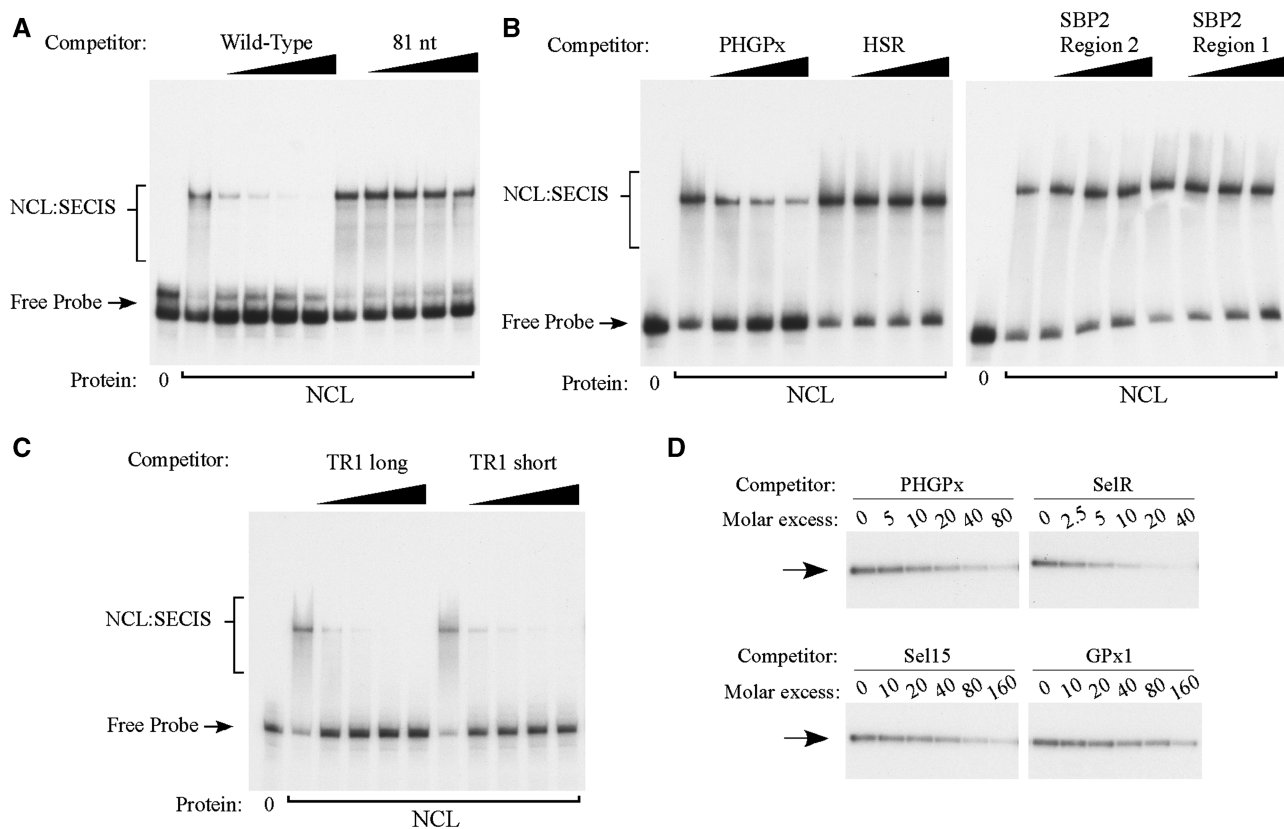 A
Competitor: Wild-Type 81 nt
NCL:SECIS
Free Probe
Protein: 0 NCL
B
Competitor: PHGPx HSR SBP2 Region 2 SBP2 Region 1
NCL:SECIS
Free Probe
Protein: 0 NCL 0 NCL
C
Competitor: TR1 long TR1 short
NCL:SECIS
Free Probe
Protein: 0 NCL
D
Competitor: PHGPx SelR
Molar excess: 0 5 10 20 40 80 0 2.5 5 10 20 40
Competitor: Sel15 GPx1
Molar excess: 0 10 20 40 80 160 0 10 20 40 80 160